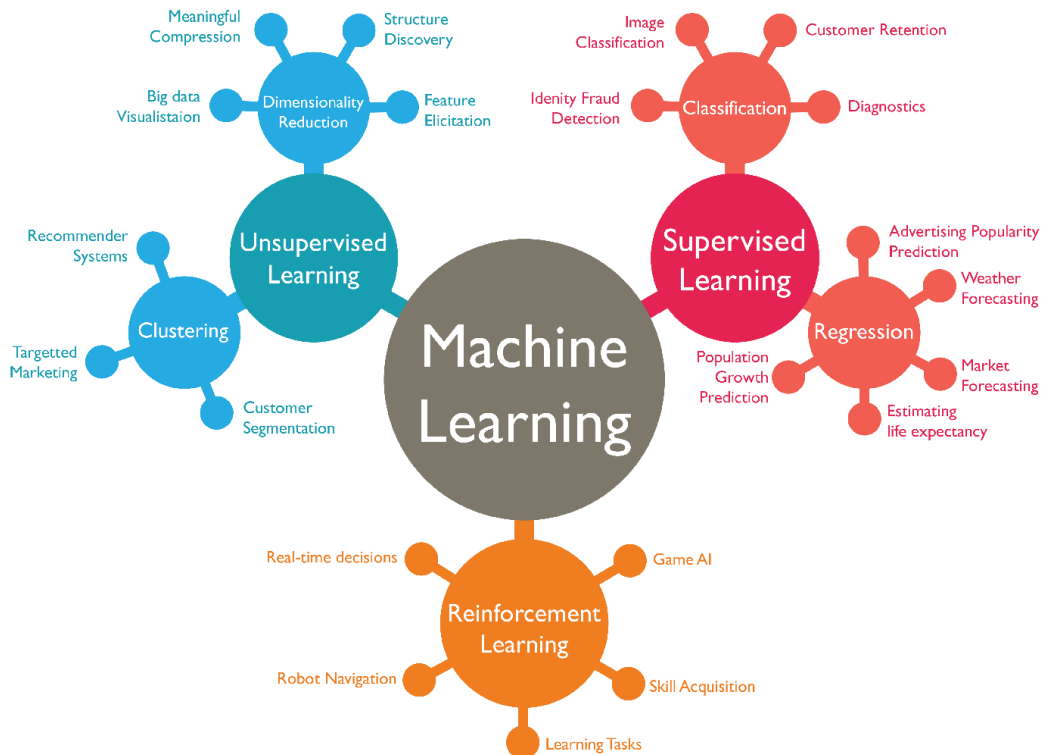 Machine
Learning
Unsupervised
Learning
Dimensionality
Reduction
Meaningful
Compression
Structure
Discovery
Big data
Visualistaion
Feature
Elicitation
Clustering
Recommender
Systems
Targetted
Marketing
Customer
Segmentation
Supervised
Learning
Classification
Image
Classification
Customer Retention
Idenity Fraud
Detection
Diagnostics
Regression
Advertising Popularity
Prediction
Weather
Forecasting
Population
Growth
Prediction
Market
Forecasting
Estimating
life expectancy
Reinforcement
Learning
Real-time decisions
Game AI
Robot Navigation
Skill Acquisition
Learning Tasks